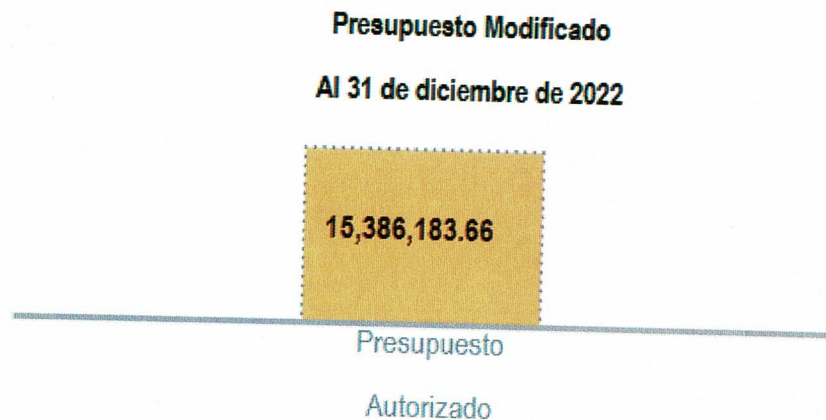 Presupuesto Modificado
Al 31 de diciembre de 2022
15,386,183.66
Presupuesto
Autorizado